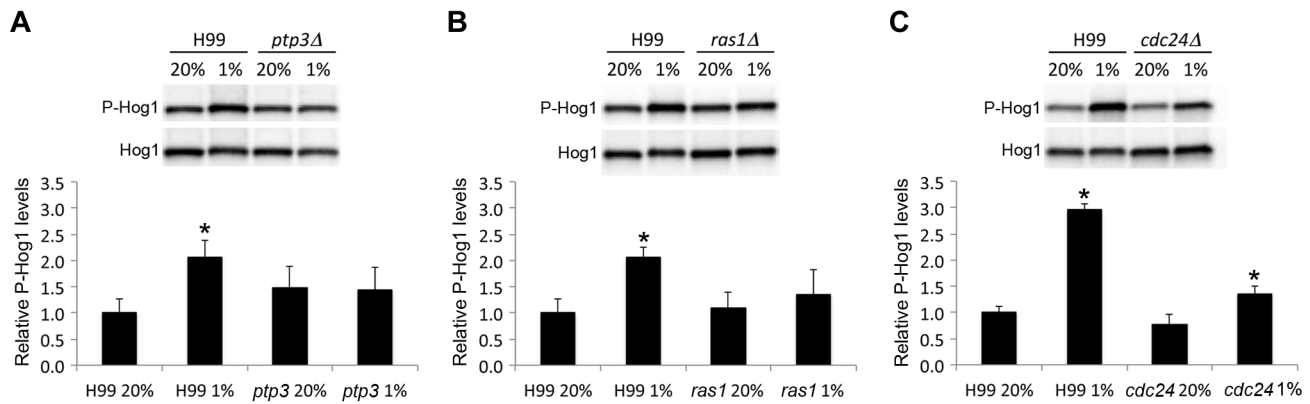 A
H99 ptp3Δ
20% 1% 20% 1%
P-Hog1
Hog1
Relative P-Hog1 levels
3.5
3.0
2.5
2.0
1.5
1.0
0.5
0.0
*
H99 20% H99 1% ptp3 20% ptp3 1%
B
H99 ras1Δ
20% 1% 20% 1%
P-Hog1
Hog1
Relative P-Hog1 levels
3.5
3.0
2.5
2.0
1.5
1.0
0.5
0.0
*
H99 20% H99 1% ras1 20% ras1 1%
C
H99 cdc24Δ
20% 1% 20% 1%
P-Hog1
Hog1
Relative P-Hog1 levels
3.5
3.0
2.5
2.0
1.5
1.0
0.5
0.0
*
*
H99 20% H99 1% cdc24 20% cdc24 1%